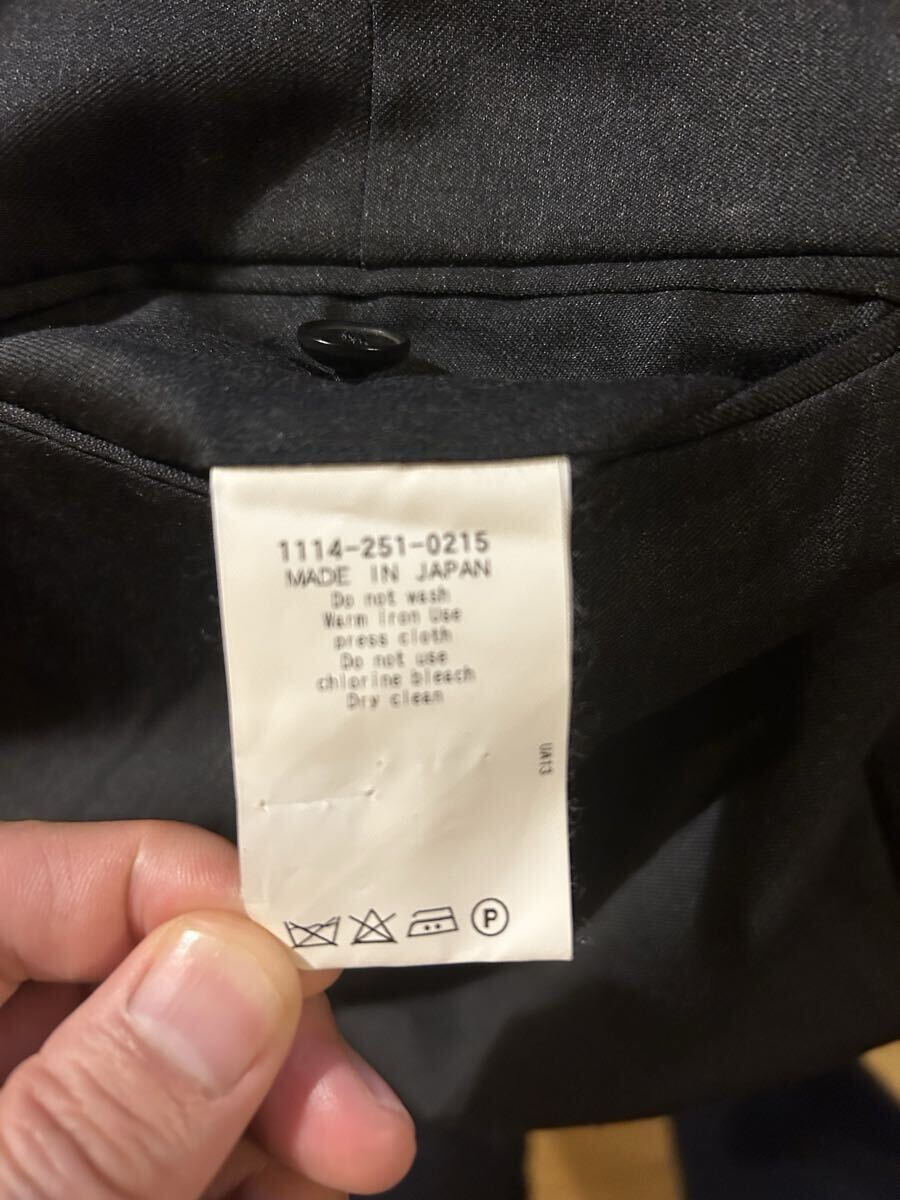 1114-251-0215
MADE IN JAPAN
Do not wash
Warm Iron Use
press cloth
Do not use
chlorine bleach
Dry clean
UA13
P